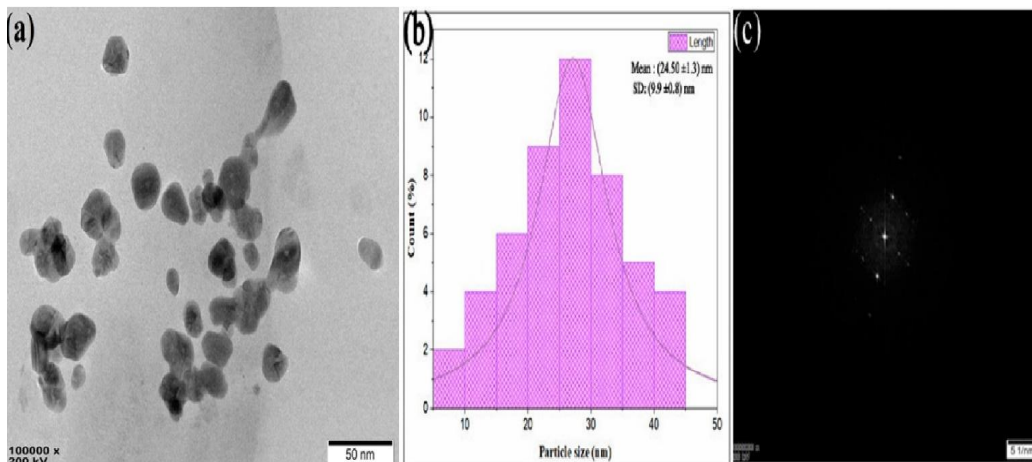 (a)
100000 x
200 kV
50 nm
(b)
Length
Mean : (24.50 ±1.3) nm
SD: (9.9 ±0.8) nm
Count (%)
12
10
8
6
4
2
0
10 20 30 40 50
Particle size (nm)
(c)
5 1/nm